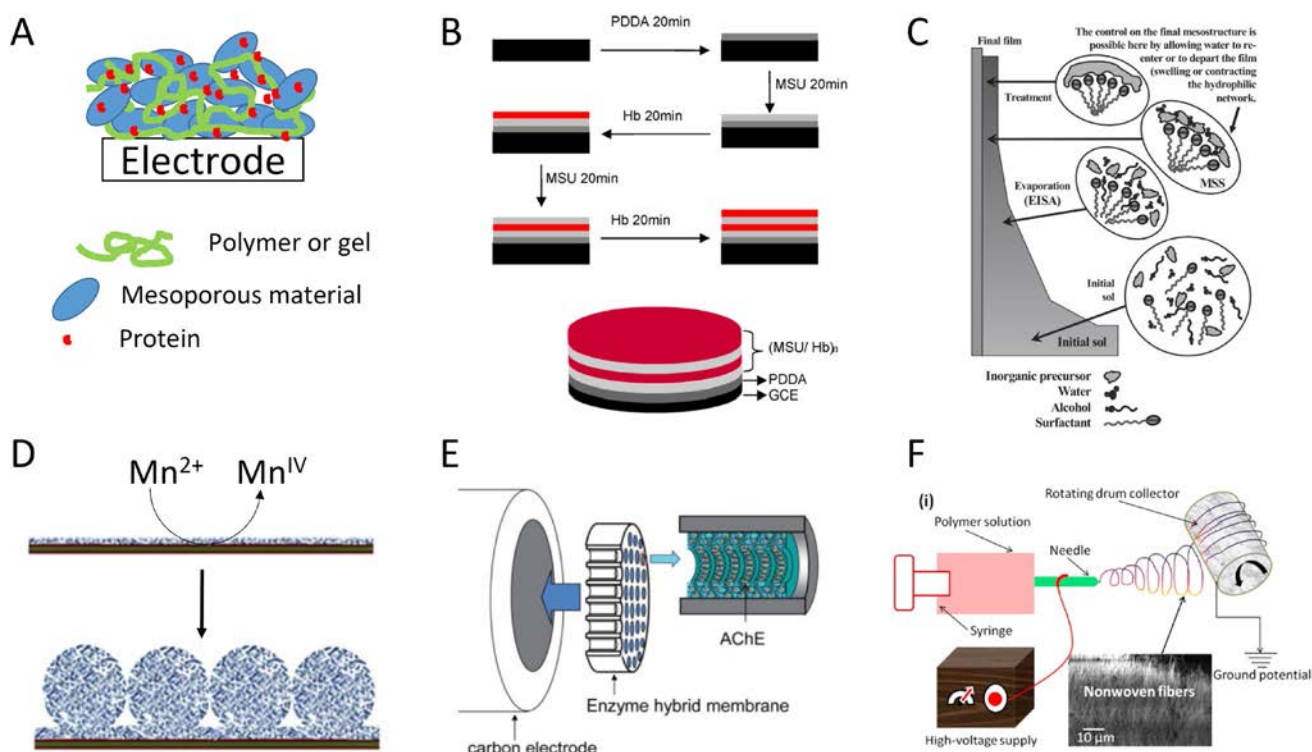 A
Electrode
Polymer or gel
Mesoporous material
Protein
B
PDDA 20min
MSU 20min
Hb 20min
MSU 20min
Hb 20min
(MSU/ Hb)n
PDDA
GCE
C
Final film
The control on the final mesostructure is
possible here by allowing water to re-
enter or to depart the film
(swelling or contracting
the hydrophilic
network.
Treatment
MSS
Evaporation
(EISA)
Initial
sol
Initial sol
Inorganic precursor
Water
Alcohol
Surfactant
D
Mn2+
MnIV
E
AChE
Enzyme hybrid membrane
carbon electrode
F
(i)
Rotating drum collector
Polymer solution
Needle
Syringe
Ground potential
Nonwoven fibers
10 µm
High-voltage supply